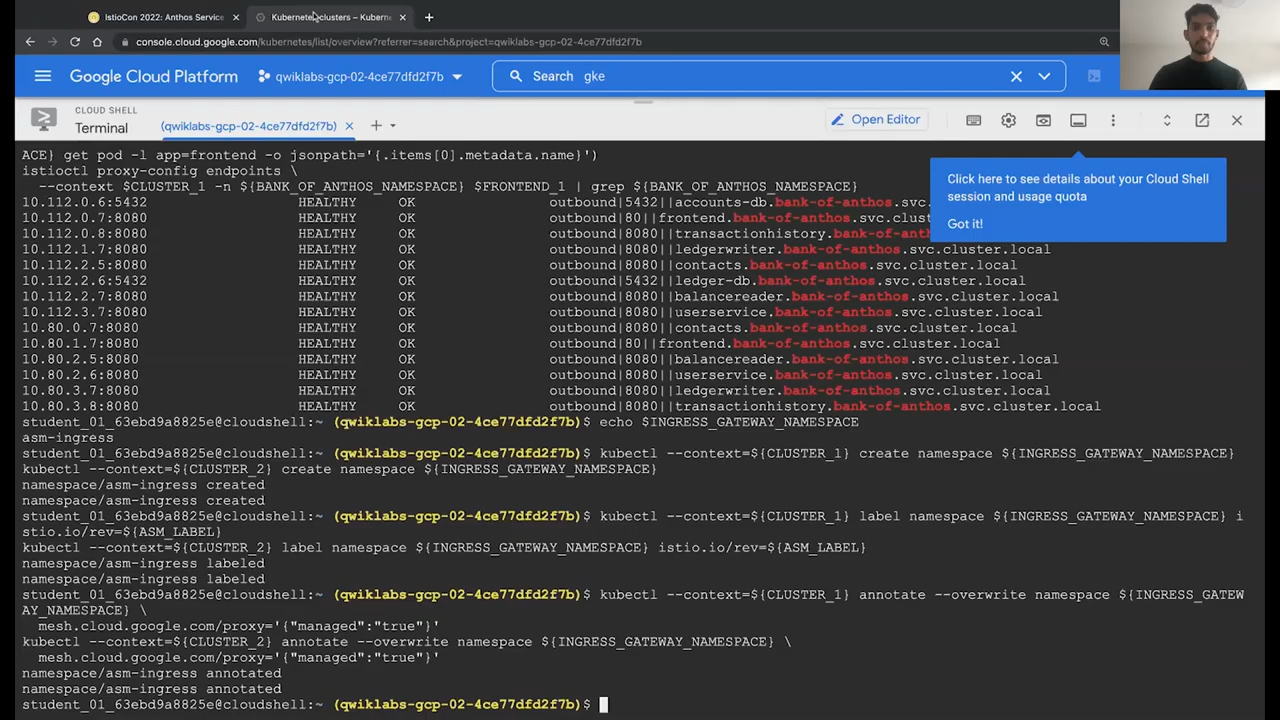 IstioCon 2022: Anthos Service
Kubernetes clusters – Kubern
console.cloud.google.com/kubernetes/list/overview?referrer=search&project=qwiklabs-gcp-02-4ce77dfd2f7b
Google Cloud Platform
qwiklabs-gcp-02-4ce77dfd2f7b
Search gke
CLOUD SHELL
Terminal
(qwiklabs-gcp-02-4ce77dfd2f7b)
Open Editor
Click here to see details about your Cloud Shell
session and usage quota
Got it!
ACE} get pod -l app=frontend -o jsonpath='{.items[0].metadata.name}')
istioctl proxy-config endpoints \
--context $CLUSTER_1 -n ${BANK_OF_ANTHOS_NAMESPACE} $FRONTEND_1 | grep ${BANK_OF_ANTHOS_NAMESPACE}
10.112.0.6:5432 HEALTHY OK outbound|5432||accounts-db.bank-of-anthos.svc.
10.112.0.7:8080 HEALTHY OK outbound|80||frontend.bank-of-anthos.svc.clust
10.112.0.8:8080 HEALTHY OK outbound|8080||transactionhistory.bank-of-anth
10.112.1.7:8080 HEALTHY OK outbound|8080||ledgerwriter.bank-of-anthos.svc.cluster.local
10.112.2.5:8080 HEALTHY OK outbound|8080||contacts.bank-of-anthos.svc.cluster.local
10.112.2.6:5432 HEALTHY OK outbound|5432||ledger-db.bank-of-anthos.svc.cluster.local
10.112.2.7:8080 HEALTHY OK outbound|8080||balancereader.bank-of-anthos.svc.cluster.local
10.112.3.7:8080 HEALTHY OK outbound|8080||userservice.bank-of-anthos.svc.cluster.local
10.80.0.7:8080 HEALTHY OK outbound|8080||contacts.bank-of-anthos.svc.cluster.local
10.80.1.7:8080 HEALTHY OK outbound|80||frontend.bank-of-anthos.svc.cluster.local
10.80.2.5:8080 HEALTHY OK outbound|8080||balancereader.bank-of-anthos.svc.cluster.local
10.80.2.6:8080 HEALTHY OK outbound|8080||userservice.bank-of-anthos.svc.cluster.local
10.80.3.7:8080 HEALTHY OK outbound|8080||ledgerwriter.bank-of-anthos.svc.cluster.local
10.80.3.8:8080 HEALTHY OK outbound|8080||transactionhistory.bank-of-anthos.svc.cluster.local
student_01_63ebd9a8825e@cloudshell:~ (qwiklabs-gcp-02-4ce77dfd2f7b)$ echo $INGRESS_GATEWAY_NAMESPACE
asm-ingress
student_01_63ebd9a8825e@cloudshell:~ (qwiklabs-gcp-02-4ce77dfd2f7b)$ kubectl --context=${CLUSTER_1} create namespace ${INGRESS_GATEWAY_NAMESPACE}
kubectl --context=${CLUSTER_2} create namespace ${INGRESS_GATEWAY_NAMESPACE}
namespace/asm-ingress created
namespace/asm-ingress created
student_01_63ebd9a8825e@cloudshell:~ (qwiklabs-gcp-02-4ce77dfd2f7b)$ kubectl --context=${CLUSTER_1} label namespace ${INGRESS_GATEWAY_NAMESPACE} i
stio.io/rev=${ASM_LABEL}
kubectl --context=${CLUSTER_2} label namespace ${INGRESS_GATEWAY_NAMESPACE} istio.io/rev=${ASM_LABEL}
namespace/asm-ingress labeled
namespace/asm-ingress labeled
student_01_63ebd9a8825e@cloudshell:~ (qwiklabs-gcp-02-4ce77dfd2f7b)$ kubectl --context=${CLUSTER_1} annotate --overwrite namespace ${INGRESS_GATEW
AY_NAMESPACE} \
mesh.cloud.google.com/proxy='{"managed":"true"}'
kubectl --context=${CLUSTER_2} annotate --overwrite namespace ${INGRESS_GATEWAY_NAMESPACE} \
mesh.cloud.google.com/proxy='{"managed":"true"}'
namespace/asm-ingress annotated
namespace/asm-ingress annotated
student_01_63ebd9a8825e@cloudshell:~ (qwiklabs-gcp-02-4ce77dfd2f7b)$